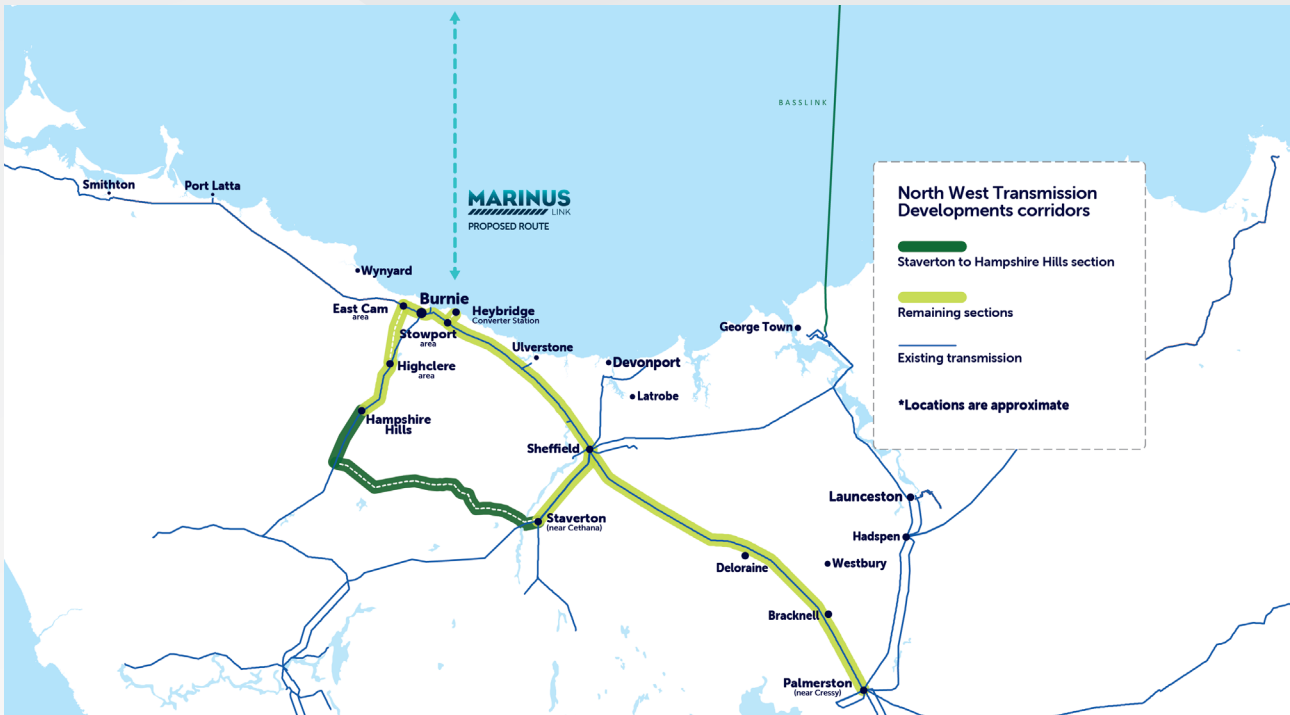 BASSLINK
Smithton
Port Latta
MARINUS
LINK
PROPOSED ROUTE
North West Transmission
Developments corridors
Staverton to Hampshire Hills section
Remaining sections
Existing transmission
*Locations are approximate
Wynyard
Burnie
East Cam
area
Heybridge
Converter Station
Stowport
area
George Town
Ulverstone
Devonport
Highclere
area
Latrobe
Hampshire
Hills
Sheffield
Launceston
Staverton
(near Cethana)
Hadspen
Deloraine
Westbury
Bracknell
Palmerston
(near Cressy)